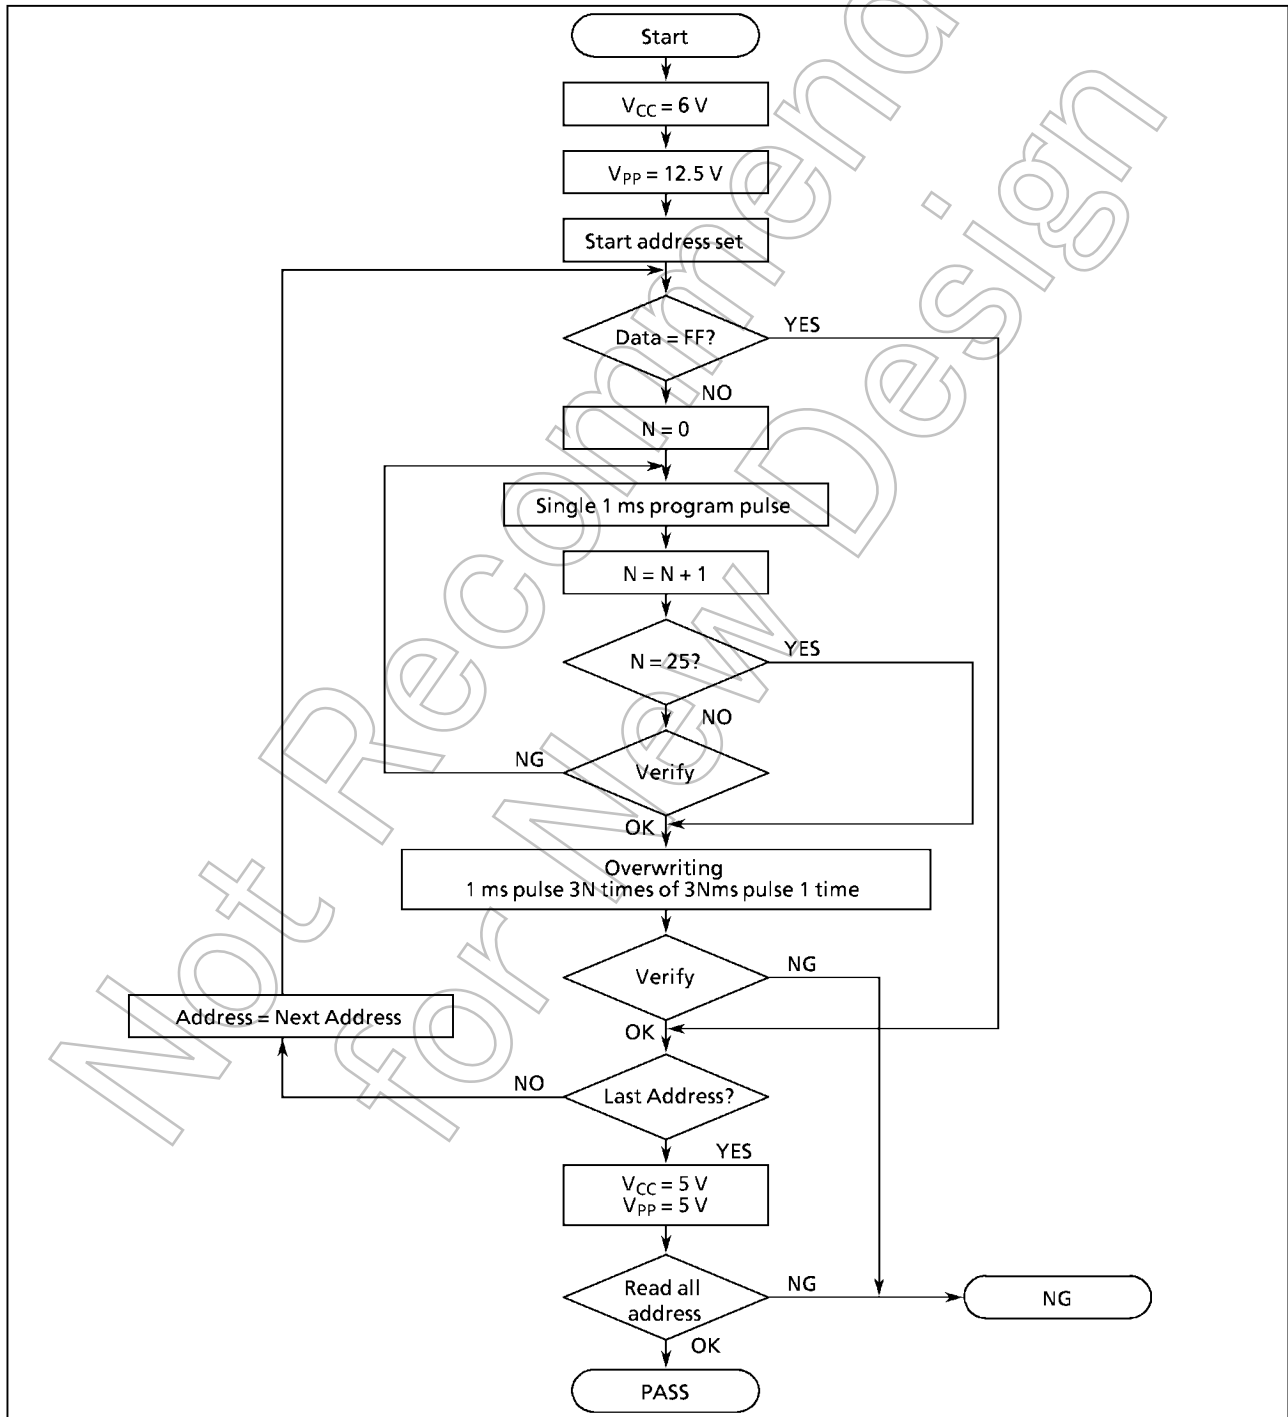 Start
VCC = 6 V
VPP = 12.5 V
Start address set
Data = FF?
YES
NO
N = 0
Single 1 ms program pulse
N = N + 1
N = 25?
YES
NO
Verify
NG
OK
Overwriting
1 ms pulse 3N times of 3Nms pulse 1 time
Verify
NG
OK
Address = Next Address
Last Address?
NO
YES
VCC = 5 V
VPP = 5 V
Read all
address
NG
NG
OK
PASS
Not Recommend
for New Design